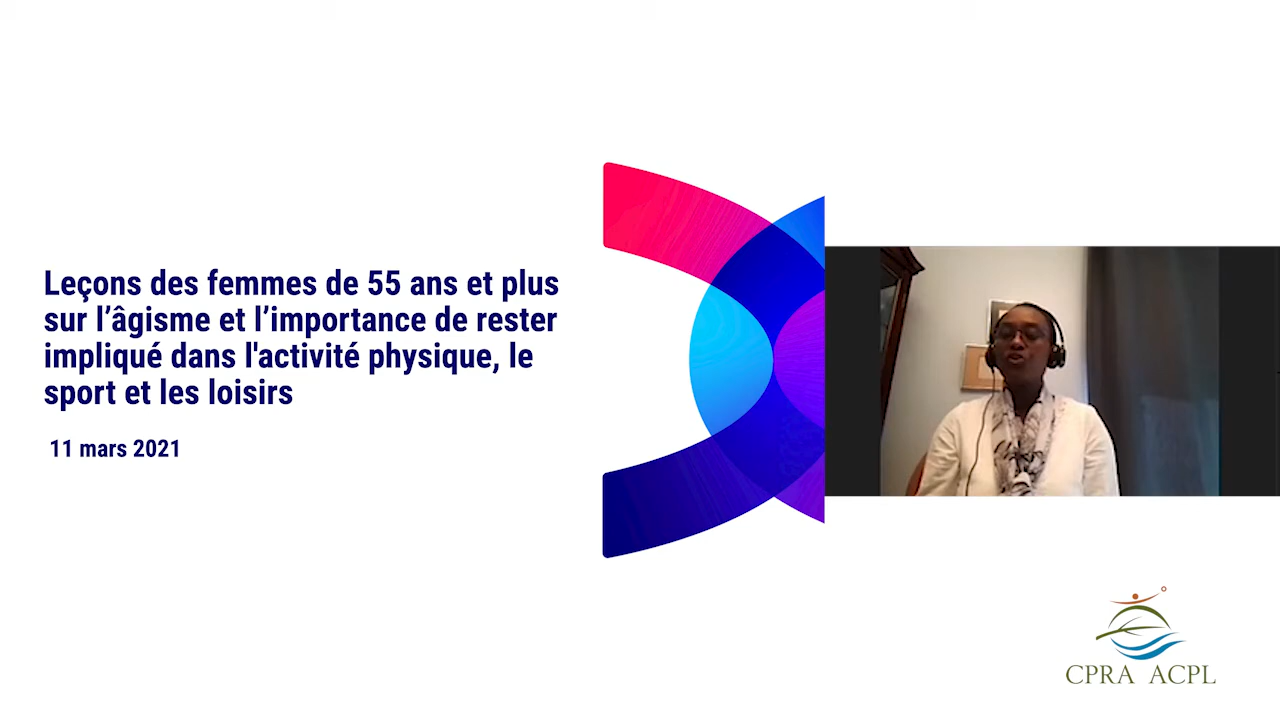 Leçons des femmes de 55 ans et plus
sur l’âgisme et l’importance de rester
impliqué dans l'activité physique, le
sport et les loisirs
11 mars 2021
CPRA ACPL